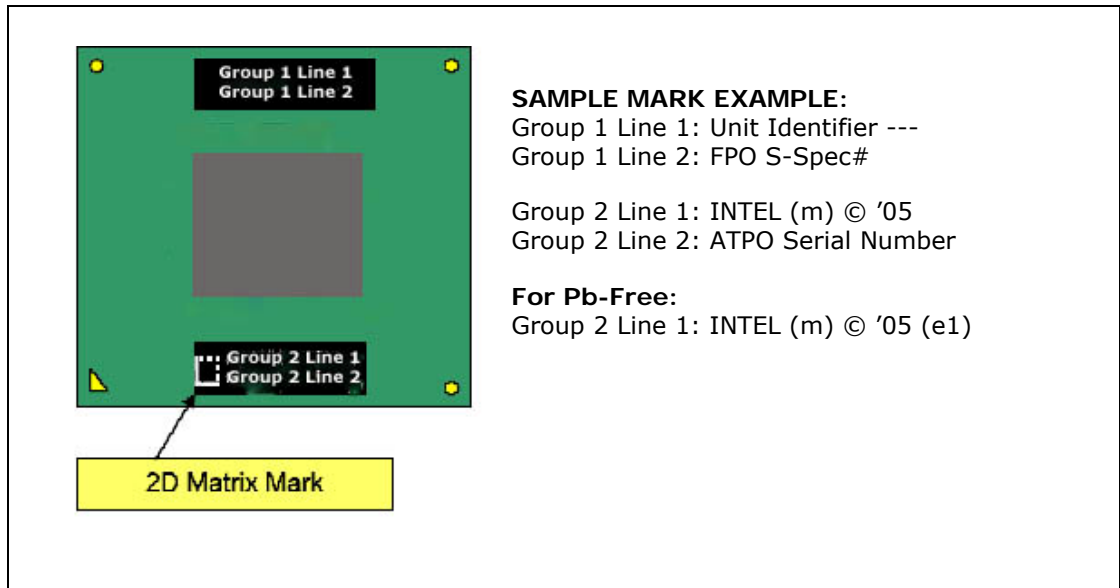 Group 1 Line 1
Group 1 Line 2
SAMPLE MARK EXAMPLE:
Group 1 Line 1: Unit Identifier ---
Group 1 Line 2: FPO S-Spec#
Group 2 Line 1: INTEL (m) © ’05
Group 2 Line 2: ATPO Serial Number
For Pb-Free:
Group 2 Line 1: INTEL (m) © ’05 (e1)
Group 2 Line 1
Group 2 Line 2
2D Matrix Mark